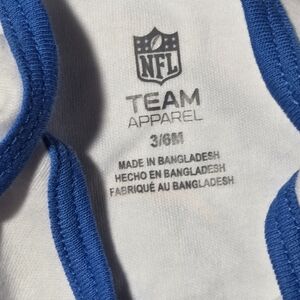 NFL
TEAM
APPAREL
3/6M
MADE IN BANGLADESH
HECHO EN BANGLADESH
FABRIQUÉ AU BANGLADESH